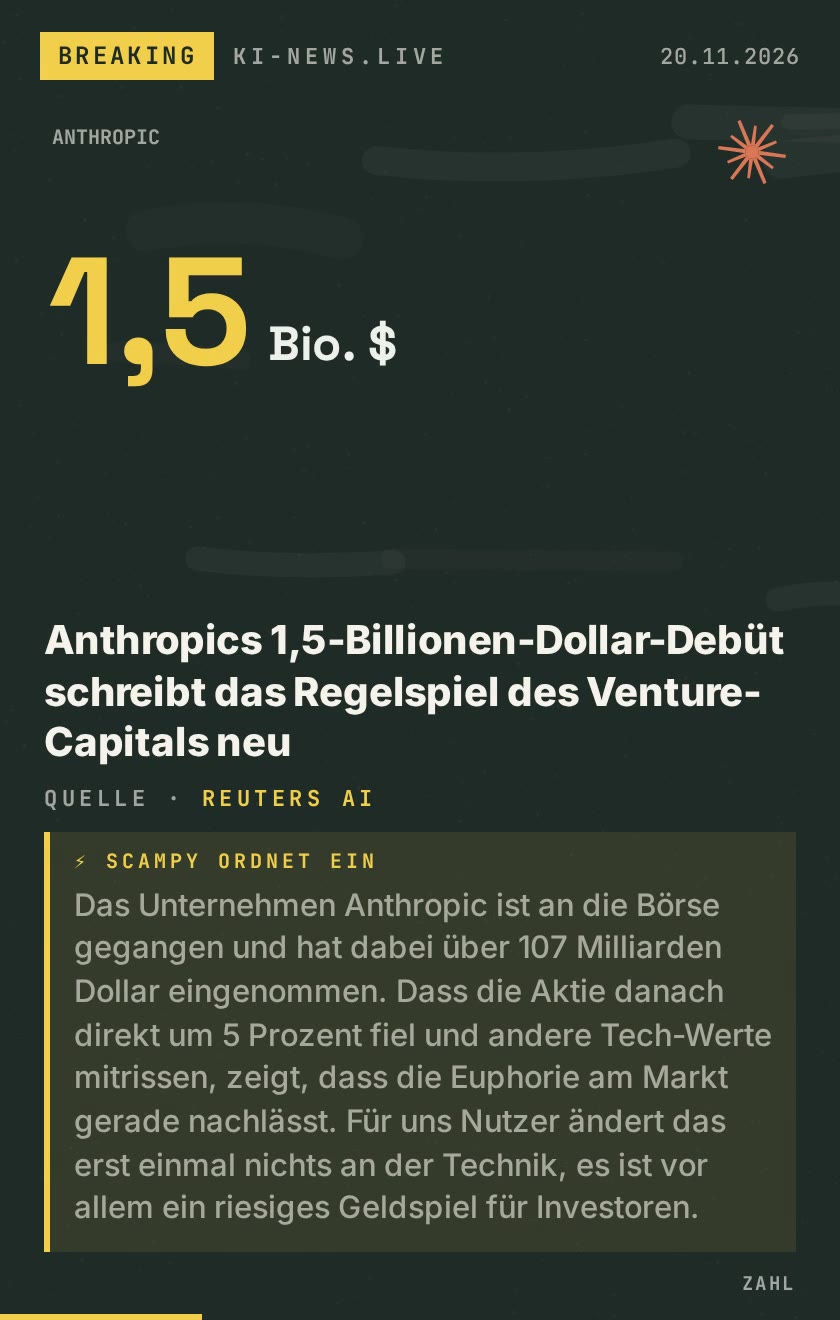 BREAKING KI-NEWS.LIVE 20.11.2026
ANTHROPIC
1,5 Bio. $
Anthropics 1,5-Billionen-Dollar-Debüt
schreibt das Regelspiel des Venture-
Capitals neu
QUELLE · REUTERS AI
⚡ SCAMPY ORDNET EIN
Das Unternehmen Anthropic ist an die Börse
gegangen und hat dabei über 107 Milliarden
Dollar eingenommen. Dass die Aktie danach
direkt um 5 Prozent fiel und andere Tech-Werte
mitrissen, zeigt, dass die Euphorie am Markt
gerade nachlässt. Für uns Nutzer ändert das
erst einmal nichts an der Technik, es ist vor
allem ein riesiges Geldspiel für Investoren.
ZAHL